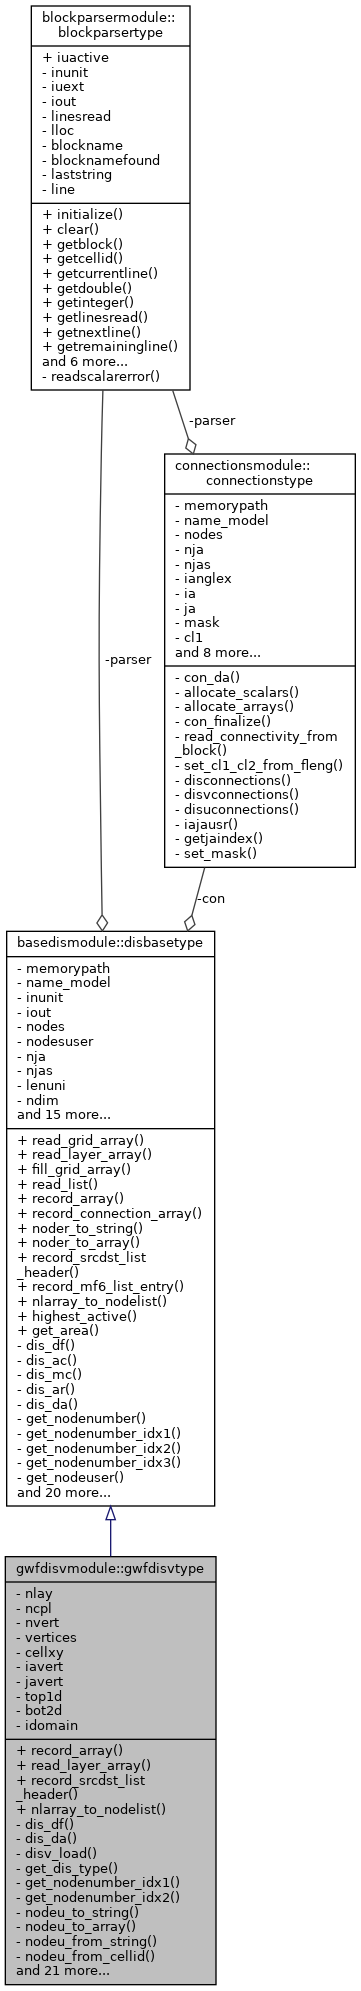 blockparsermodule::
blockparsertype
+ iuactive
- inunit
- iuext
- iout
- linesread
- lloc
- blockname
- blocknamefound
- laststring
- line
+ initialize()
+ clear()
+ getblock()
+ getcellid()
+ getcurrentline()
+ getdouble()
+ getinteger()
+ getlinesread()
+ getnextline()
+ getremainingline()
and 6 more...
- readscalarerror()
-parser
connectionsmodule::
connectionstype
- memorypath
- name_model
- nodes
- nja
- njas
- ianglex
- ia
- ja
- mask
- cl1
and 8 more...
- con_da()
- allocate_scalars()
- allocate_arrays()
- con_finalize()
- read_connectivity_from
_block()
- set_cl1_cl2_from_fleng()
- disconnections()
- disvconnections()
- disuconnections()
- iajausr()
- getjaindex()
- set_mask()
-parser
-con
basedismodule::disbasetype
- memorypath
- name_model
- inunit
- iout
- nodes
- nodesuser
- nja
- njas
- lenuni
- ndim
and 15 more...
+ read_grid_array()
+ read_layer_array()
+ fill_grid_array()
+ read_list()
+ record_array()
+ record_connection_array()
+ noder_to_string()
+ noder_to_array()
+ record_srcdst_list
_header()
+ record_mf6_list_entry()
+ nlarray_to_nodelist()
+ highest_active()
+ get_area()
- dis_df()
- dis_ac()
- dis_mc()
- dis_ar()
- dis_da()
- get_nodenumber()
- get_nodenumber_idx1()
- get_nodenumber_idx2()
- get_nodenumber_idx3()
- get_nodeuser()
and 20 more...
gwfdisvmodule::gwfdisvtype
- nlay
- ncpl
- nvert
- vertices
- cellxy
- iavert
- javert
- top1d
- bot2d
- idomain
+ record_array()
+ read_layer_array()
+ record_srcdst_list
_header()
+ nlarray_to_nodelist()
- dis_df()
- dis_da()
- disv_load()
- get_dis_type()
- get_nodenumber_idx1()
- get_nodenumber_idx2()
- nodeu_to_string()
- nodeu_to_array()
- nodeu_from_string()
- nodeu_from_cellid()
and 21 more...